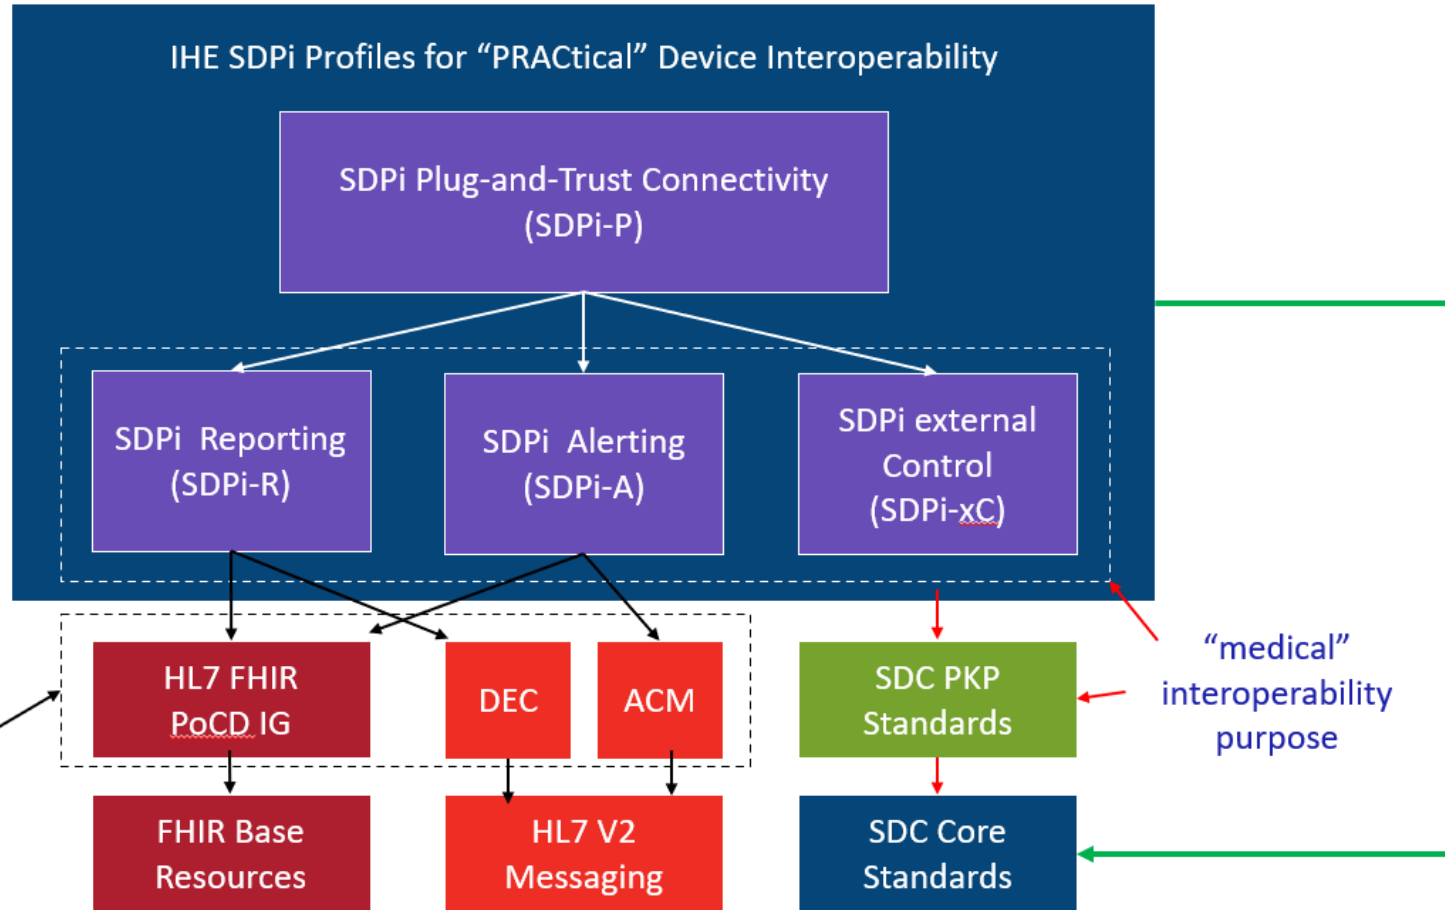 IHE SDPi Profiles for “PRACtical” Device Interoperability
SDPi Plug-and-Trust Connectivity
(SDPi-P)
SDPi Reporting
(SDPi-R)
SDPi Alerting
(SDPi-A)
SDPi external
Control
(SDPi-xC)
HL7 FHIR
PoCD IG
DEC
ACM
SDC PKP
Standards
“medical”
interoperability
purpose
FHIR Base
Resources
HL7 V2
Messaging
SDC Core
Standards